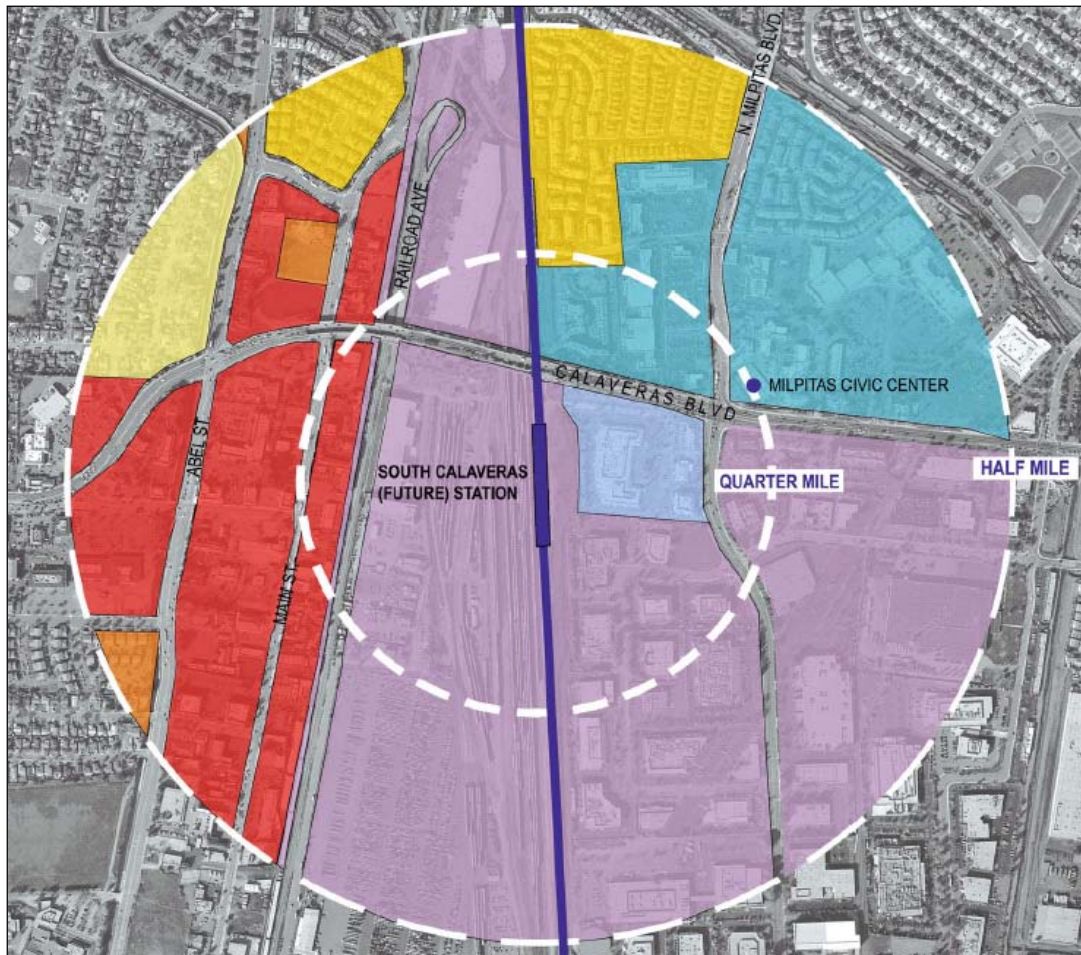 N. MILPITAS BLVD.
RAILROAD AVE
CALAVERAS BLVD
MILPITAS CIVIC CENTER
ABEL ST
SOUTH CALAVERAS
(FUTURE) STATION
QUARTER MILE
HALF MILE
MAIN ST